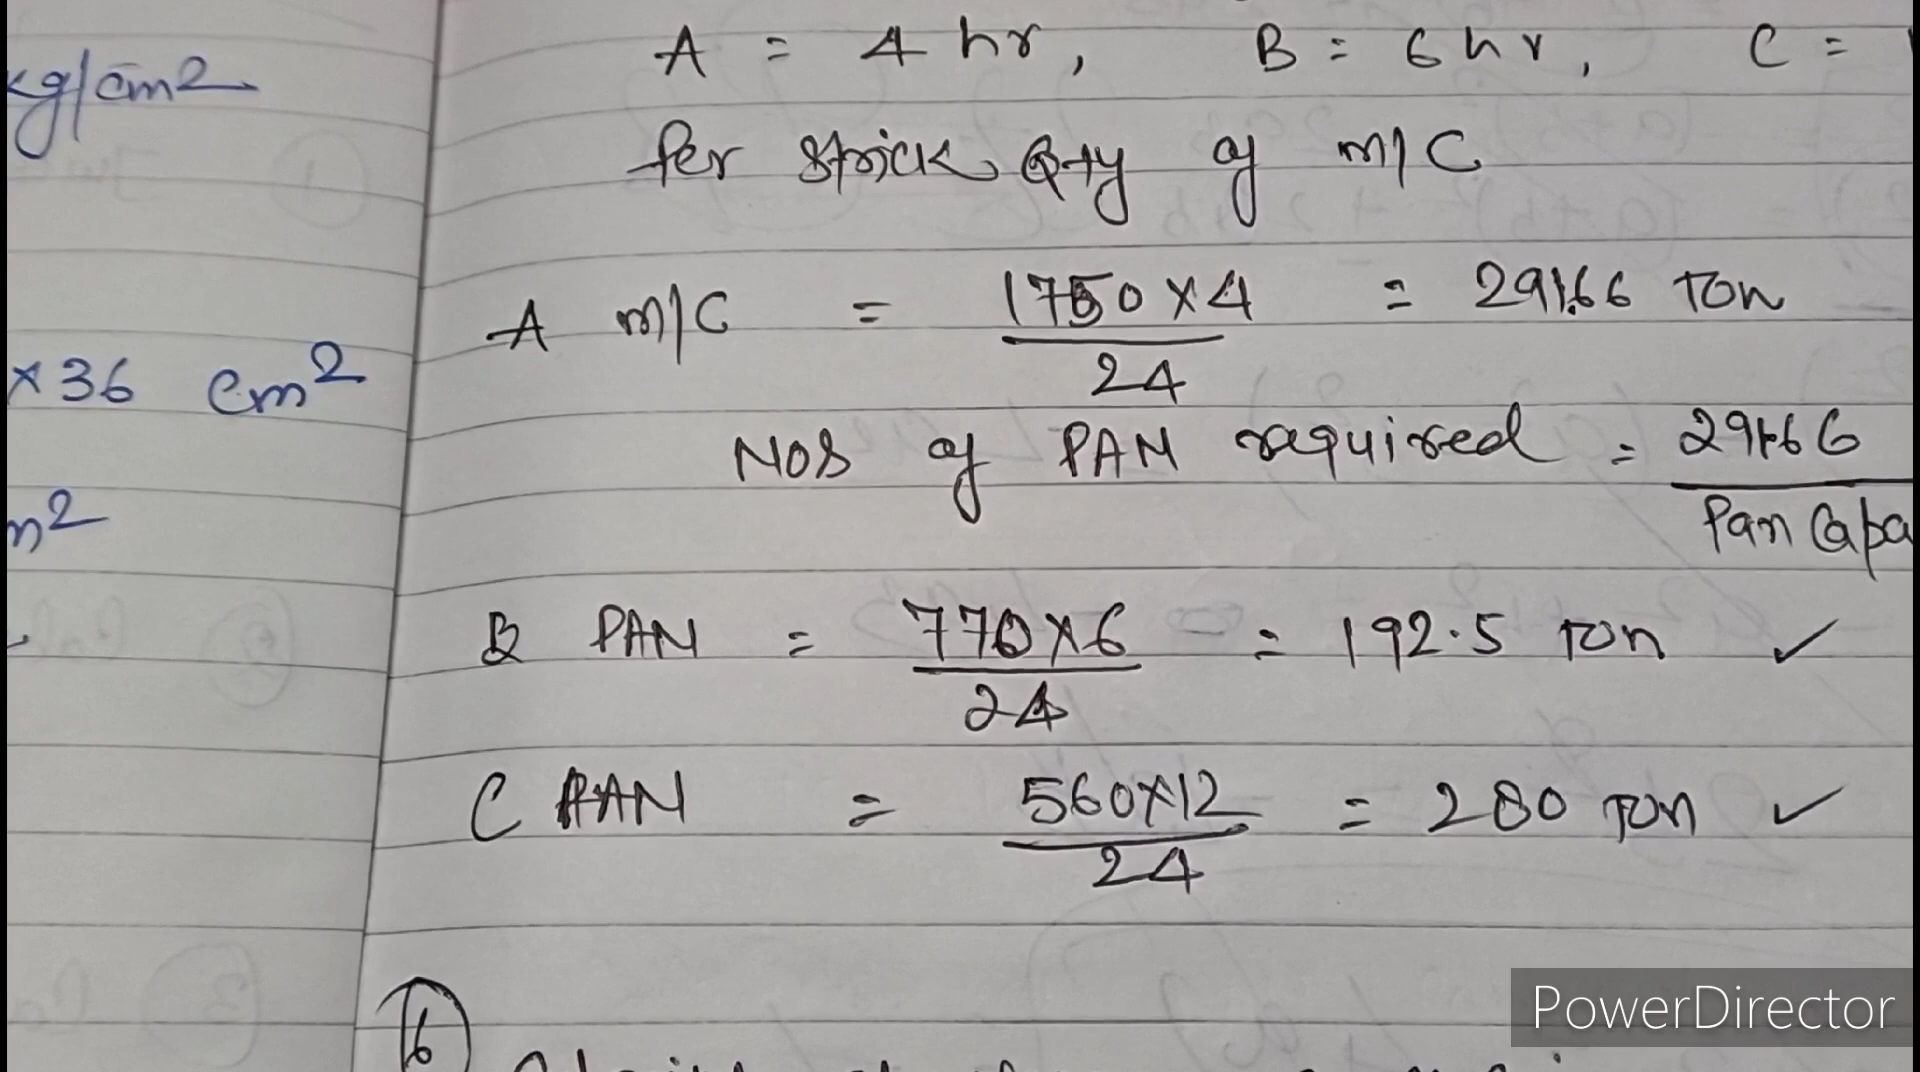 kg/cm2
×36 cm2
m2
A = 4 hr, B = 6 hr, C =
Per strick Qty of m/C
A m/C = 1750×4 / 24 = 291.66 Ton
NOS of PAN required = 291.66 / Pan Capa
B PAN = 770×6 / 24 = 192.5 Ton ✓
C PAN = 560×12 / 24 = 280 Ton ✓
16
PowerDirector